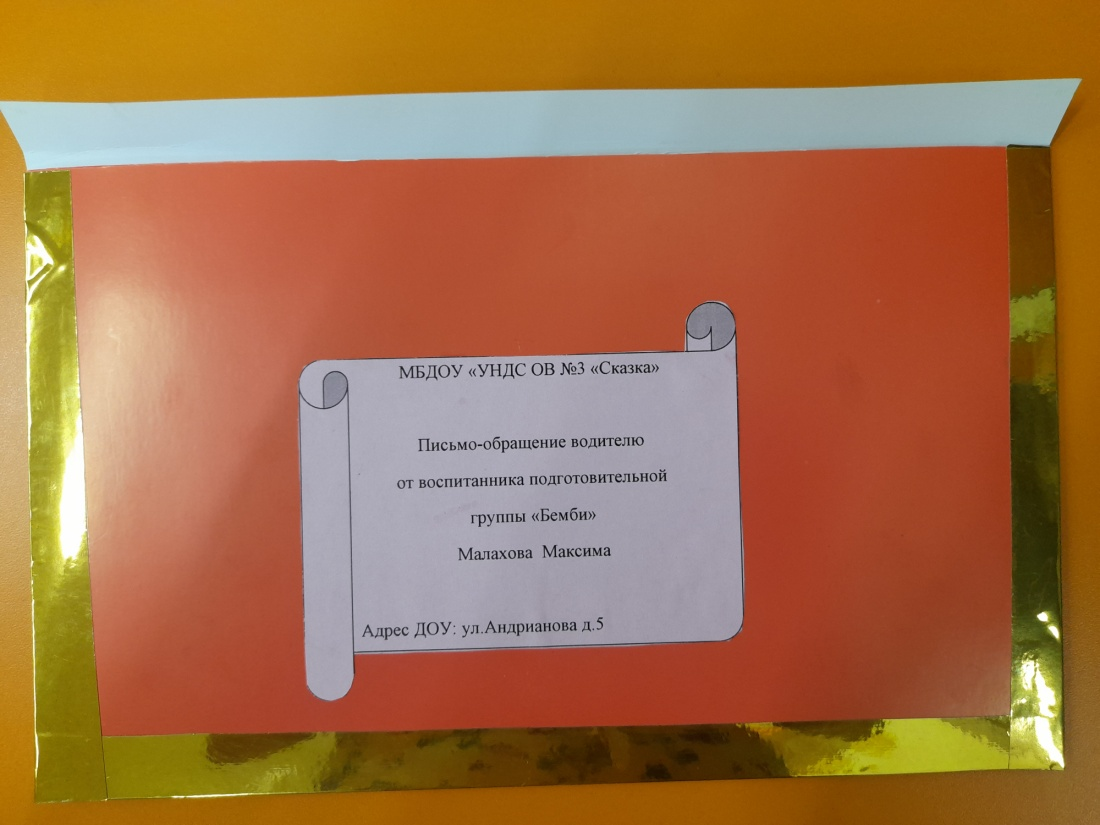 МБДОУ «УНДС ОВ №3 «Сказка»
Письмо-обращение водителю
от воспитанника подготовительной
группы «Бемби»
Малахова Максима
Адрес ДОУ: ул.Андрианова д.5